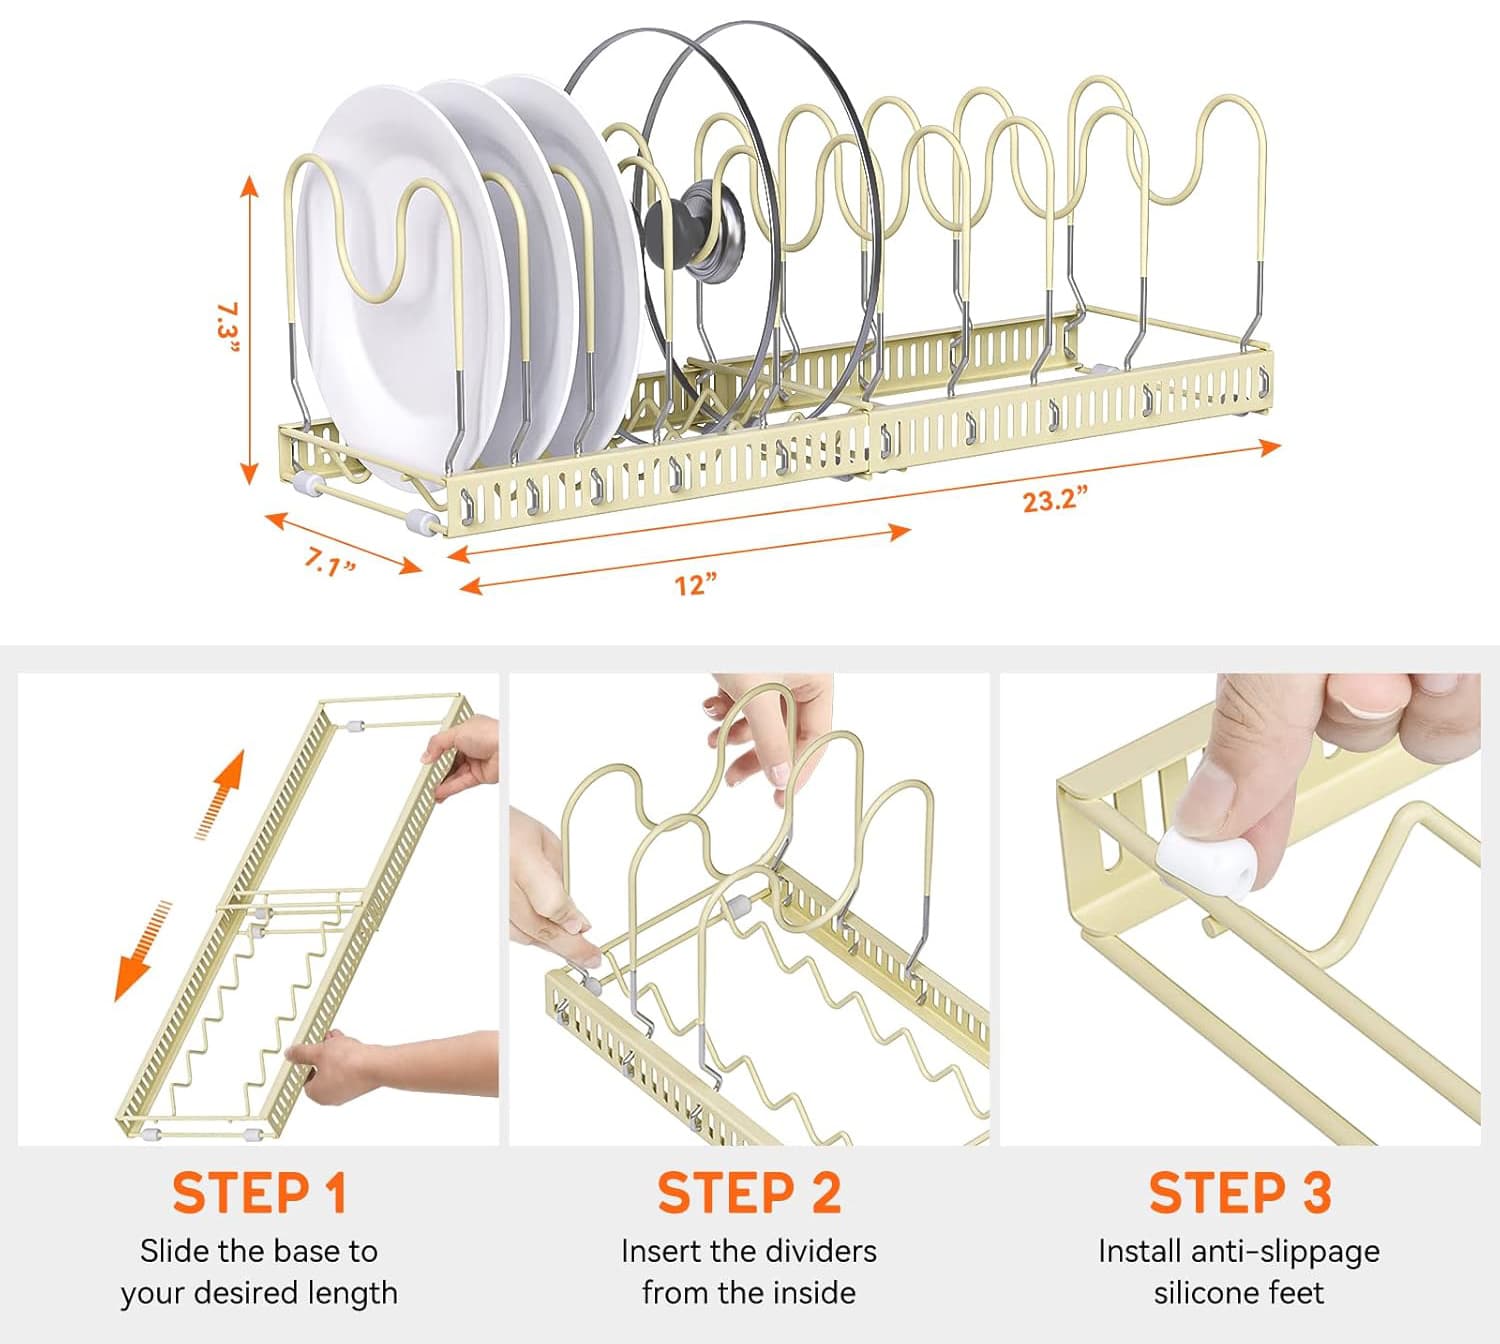 7.3”
7.1”
23.2”
12”
STEP 1
Slide the base to
your desired length
STEP 2
Insert the dividers
from the inside
STEP 3
Install anti-slippage
silicone feet